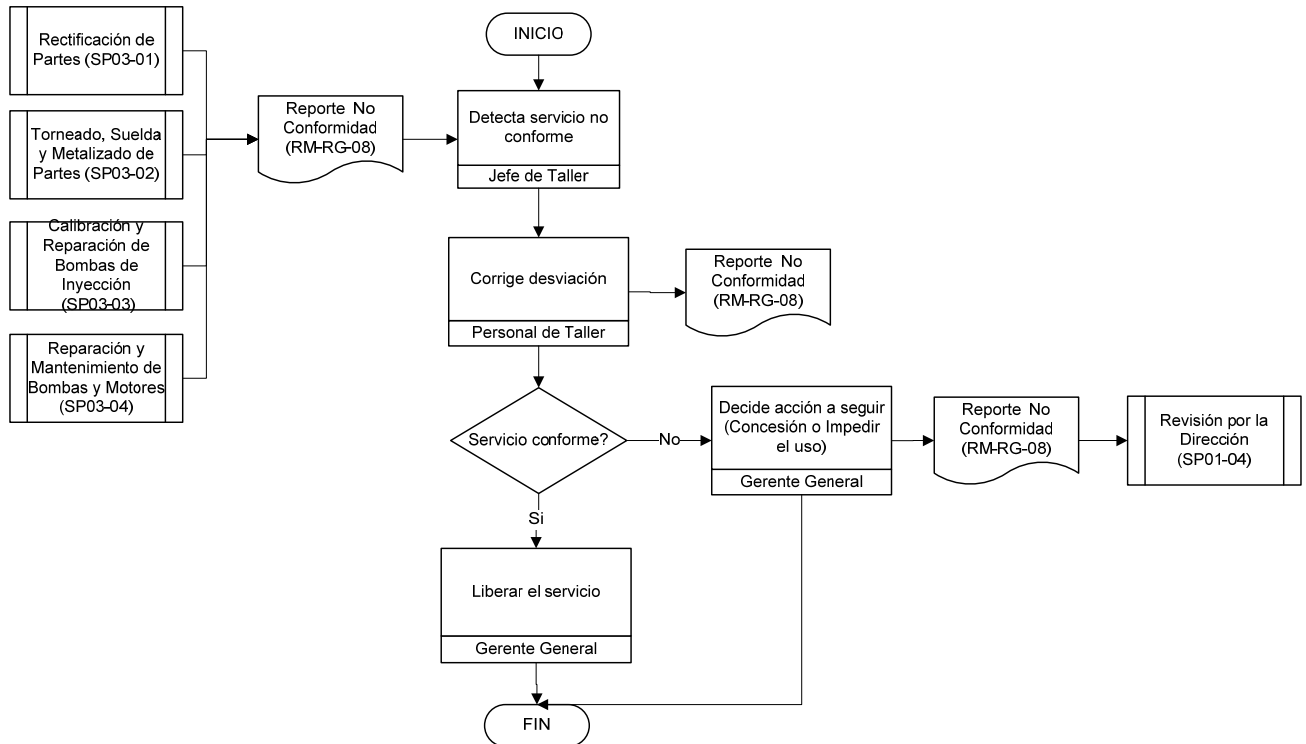 Rectificación de
Partes (SP03-01)
Torneado, Suelda
y Metalizado de
Partes (SP03-02)
Calibración y
Reparación de
Bombas de
Inyección
(SP03-03)
Reparación y
Mantenimiento de
Bombas y Motores
(SP03-04)
Reporte No
Conformidad
(RM-RG-08)
INICIO
Detecta servicio no
conforme
Jefe de Taller
Corrige desviación
Personal de Taller
Reporte No
Conformidad
(RM-RG-08)
Servicio conforme?
No
Decide acción a seguir
(Concesión o Impedir
el uso)
Gerente General
Reporte No
Conformidad
(RM-RG-08)
Revisión por la
Dirección
(SP01-04)
Si
Liberar el servicio
Gerente General
FIN